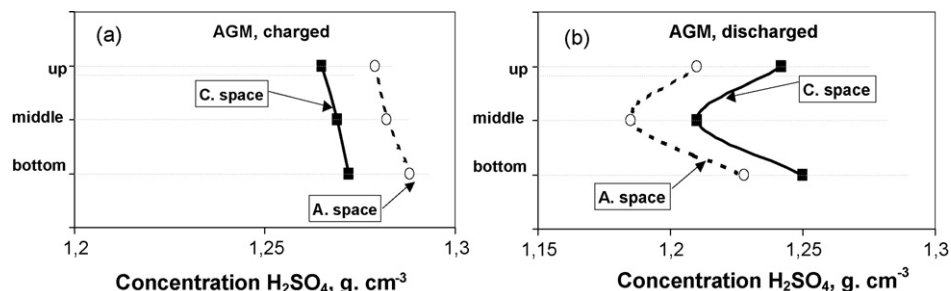 (a)
AGM, charged
up
middle
bottom
C. space
A. space
1,2
1,25
1,3
Concentration H₂SO₄, g. cm⁻³
(b)
AGM, discharged
up
middle
bottom
C. space
A. space
1,15
1,2
1,25
1,3
Concentration H₂SO₄, g. cm⁻³